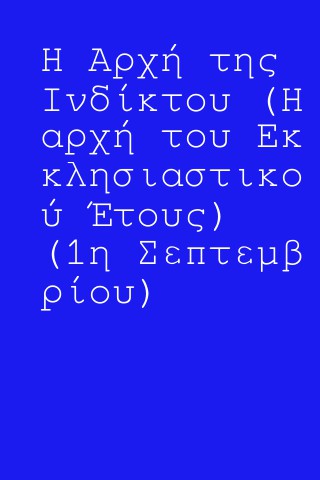 Η Αρχή της
Ινδίκτου (Η
αρχή του Εκ
κλησιαστικο
ύ Έτους)
(1η Σεπτεμβ
ρίου)